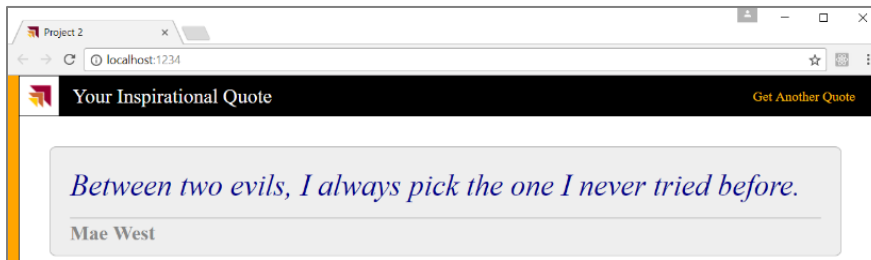 Project 2
localhost:1234
Your Inspirational Quote Get Another Quote
Between two evils, I always pick the one I never tried before.
Mae West